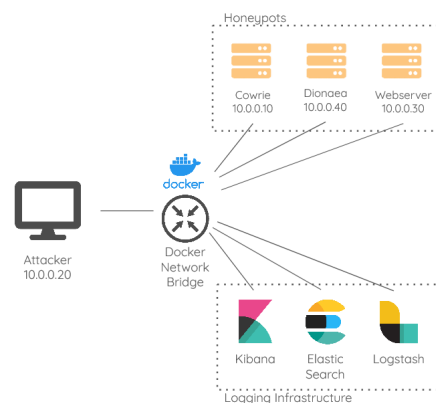 Honeypots
Cowrie
10.0.0.10
Dionaea
10.0.0.40
Webserver
10.0.0.30
docker
Attacker
10.0.0.20
Docker
Network
Bridge
Kibana
Elastic
Search
Logstash
Logging Infrastructure